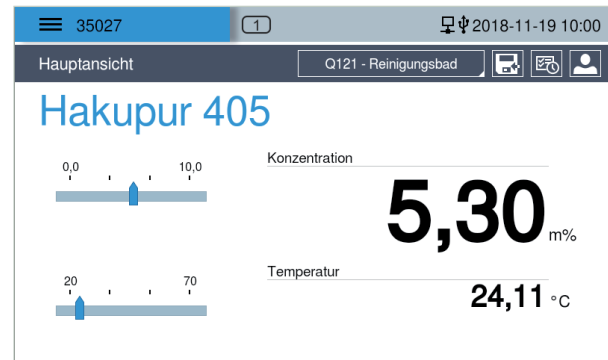 35027 1 2018-11-19 10:00
Hauptansicht Q121 - Reinigungsbad
Hakupur 405
0,0 10,0
Konzentration
5,30 m%
20 70
Temperatur
24,11 °C